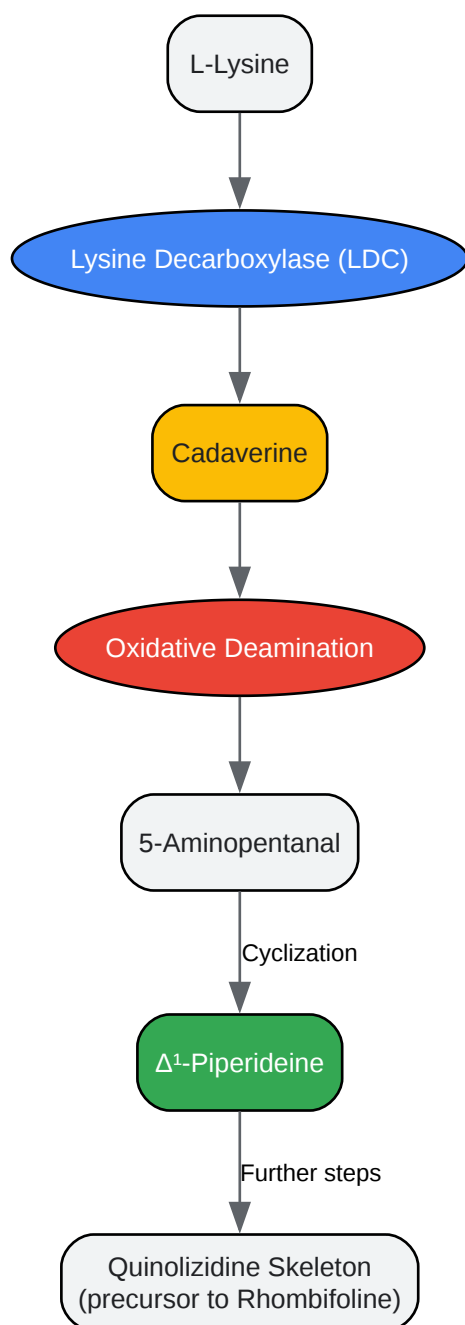 L-Lysine
Lysine Decarboxylase (LDC)
Cadaverine
Oxidative Deamination
5-Aminopentanal
Cyclization
Δ¹-Piperideine
Further steps
Quinolizidine Skeleton
(precursor to Rhombifoline)